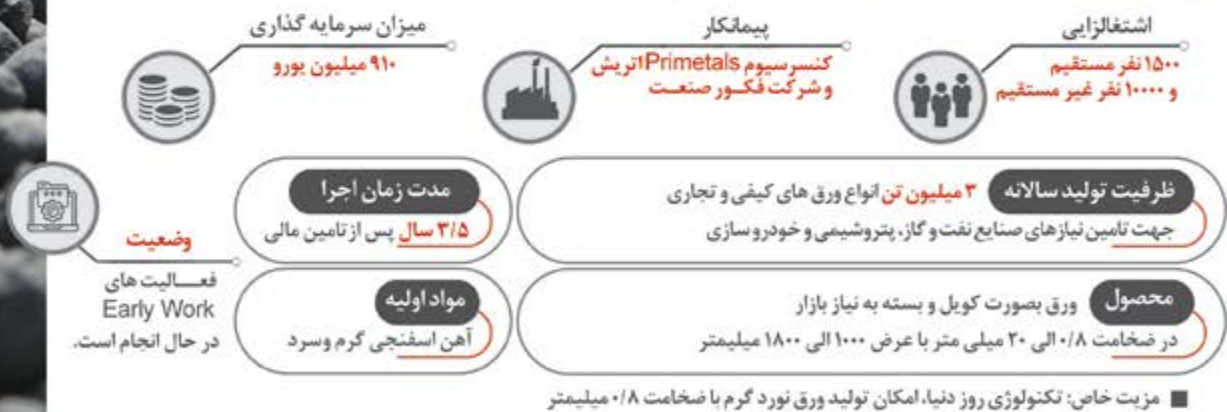 اشتغالزایی
۱۵۰۰ نفر مستقیم
و ۱۰۰۰۰ نفر غیر مستقیم
پیمانکار
کنسرسیوم Primetals اتریش
و شرکت فکور صنعت
میزان سرمایه گذاری
۹۱۰ میلیون یورو
ظرفیت تولید سالانه ۳ میلیون تن انواع ورق های کیفی و تجاری
جهت تامین نیازهای صنایع نفت و گاز، پتروشیمی و خودرو سازی
مدت زمان اجرا
۳/۵ سال پس از تامین مالی
محصول ورق بصورت کویل و بسته به نیاز بازار
در ضخامت ۰/۸ الی ۲۰ میلی متر با عرض ۱۰۰۰ الی ۱۸۰۰ میلیمتر
مواد اولیه
آهن اسفنجی گرم وسرد
وضعیت
فعالیت های
Early Work
در حال انجام است.
■ مزیت خاص: تکنولوژی روز دنیا، امکان تولید ورق نورد گرم با ضخامت ۰/۸ میلیمتر